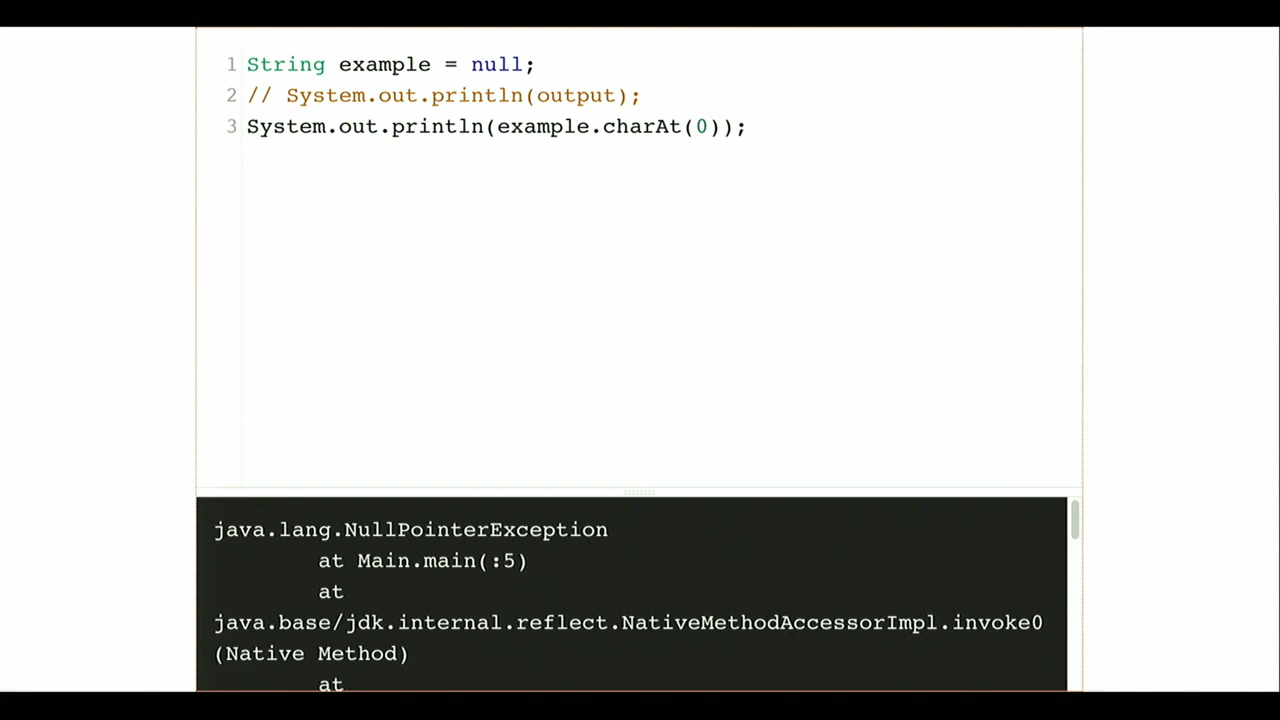 1 String example = null;
2 // System.out.println(output);
3 System.out.println(example.charAt(0));
java.lang.NullPointerException
at Main.main(:5)
at
java.base/jdk.internal.reflect.NativeMethodAccessorImpl.invoke0
(Native Method)
at